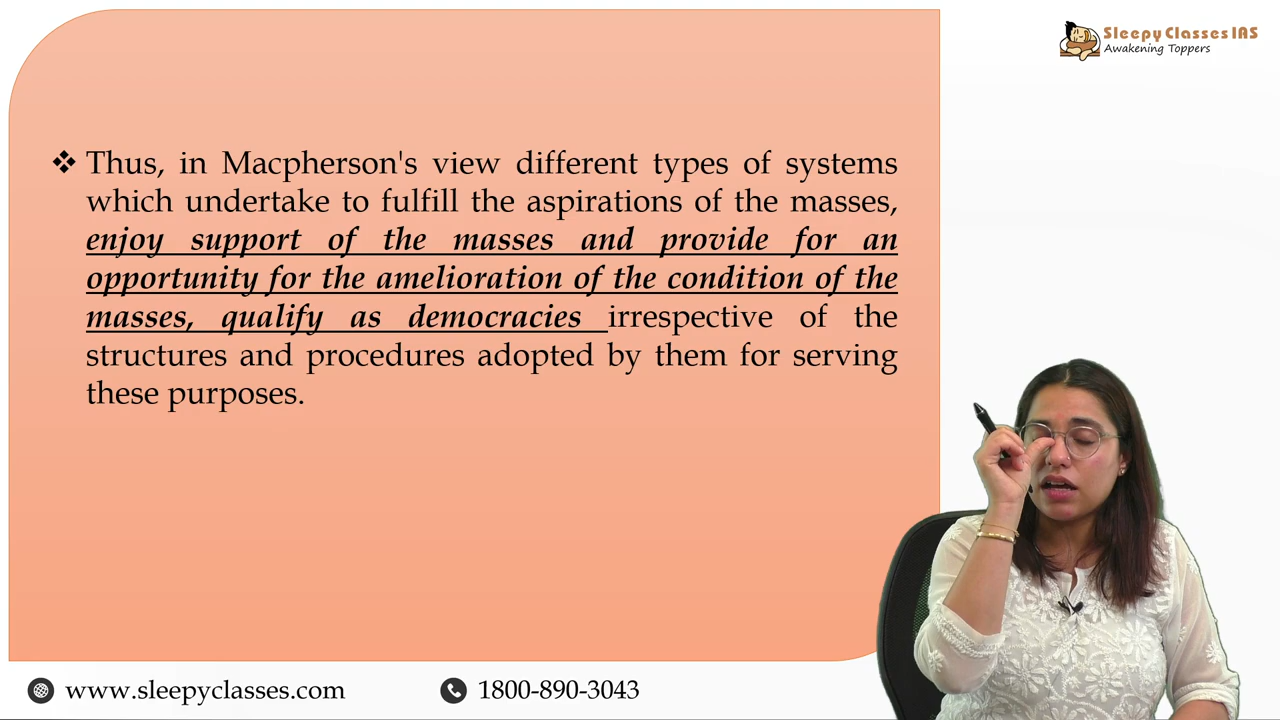 Sleepy Classes IAS
Awakening Toppers
❖ Thus, in Macpherson's view different types of systems
which undertake to fulfill the aspirations of the masses,
enjoy support of the masses and provide for an
opportunity for the amelioration of the condition of the
masses, qualify as democracies irrespective of the
structures and procedures adopted by them for serving
these purposes.
www.sleepyclasses.com
1800-890-3043